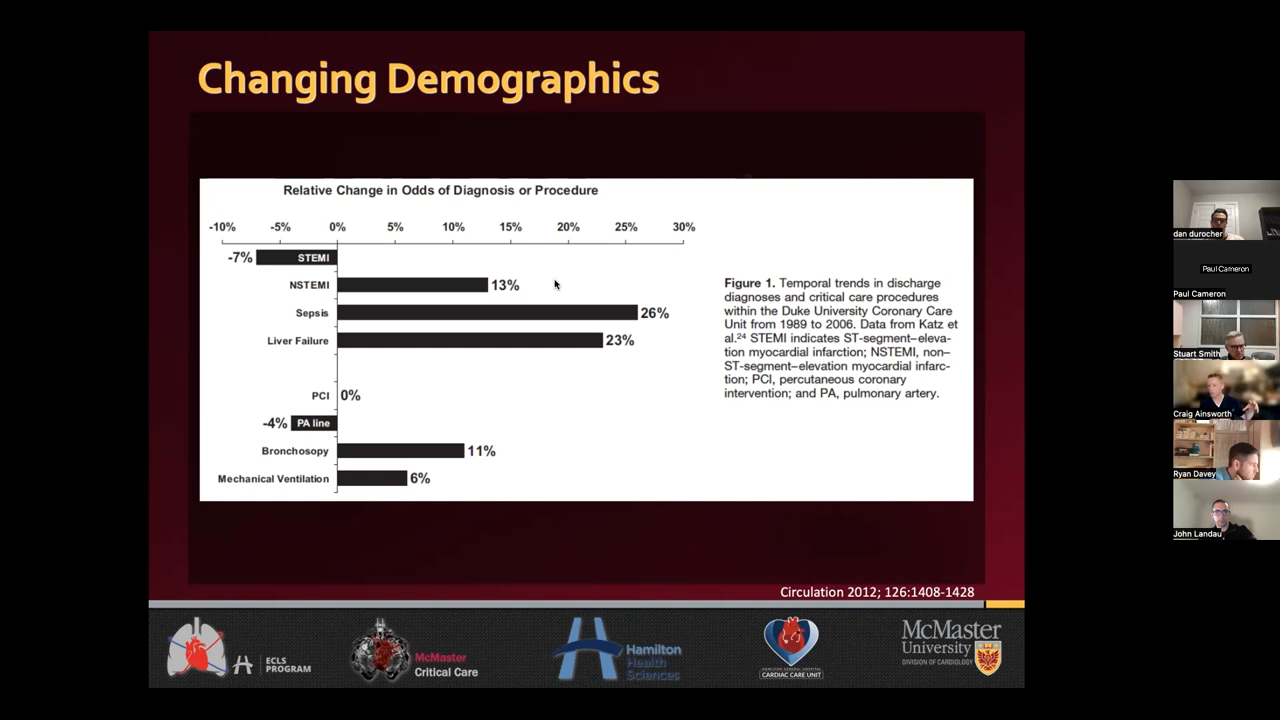 Changing Demographics
Relative Change in Odds of Diagnosis or Procedure
-10% -5% 0% 5% 10% 15% 20% 25% 30%
-7% STEMI
NSTEMI 13%
Sepsis 26%
Liver Failure 23%
PCI 0%
-4% PA line
Bronchosopy 11%
Mechanical Ventilation 6%
Figure 1. Temporal trends in discharge
diagnoses and critical care procedures
within the Duke University Coronary Care
Unit from 1989 to 2006. Data from Katz et
al.24 STEMI indicates ST-segment–eleva-
tion myocardial infarction; NSTEMI, non–
ST-segment–elevation myocardial infarc-
tion; PCI, percutaneous coronary
intervention; and PA, pulmonary artery.
Circulation 2012; 126:1408-1428
ECLS
PROGRAM
McMaster
Critical Care
Hamilton
Health
Sciences
HAMILTON GENERAL HOSPITAL
CARDIAC CARE UNIT
McMaster
University
DIVISION OF CARDIOLOGY
dan durocher
Paul Cameron
Paul Cameron
Stuart Smith
Craig Ainsworth
Ryan Davey
John Landau